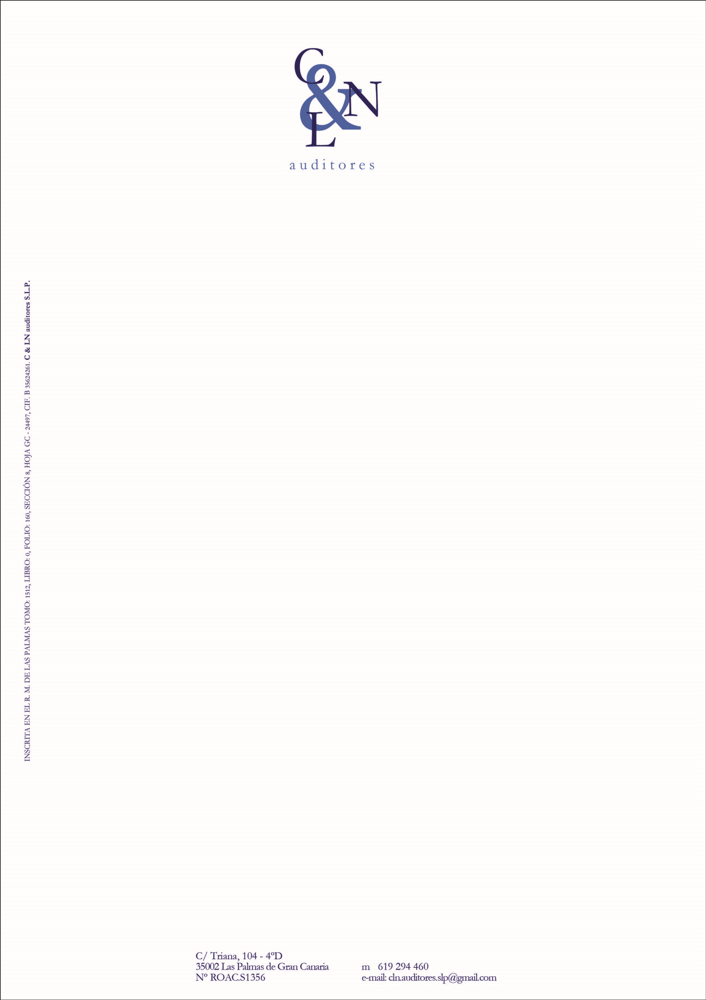 C
&
N
L
auditores
INSCRITA EN EL R. M. DE LAS PALMAS TOMO: 1512, LIBRO: 0, FOLIO: 160, SECCIÓN 8, HOJA GC - 24497, CIF. B 35624261. C & LN auditores S.L.P.
C/ Triana, 104 - 4ºD
35002 Las Palmas de Gran Canaria
Nº ROAC.S1356
m 619 294 460
e-mail: cln.auditores.slp@gmail.com